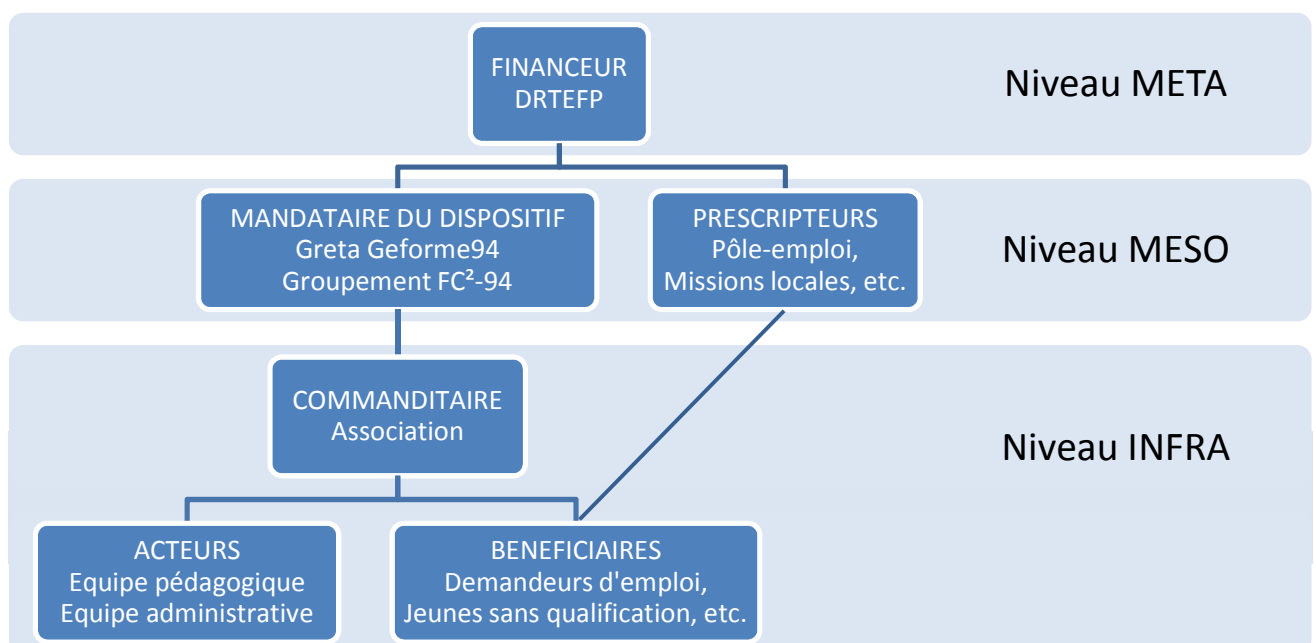 FINANCEUR
DRTEFP
Niveau META
MANDATAIRE DU DISPOSITIF
Greta Geforme94
Groupement FC²-94
PRESCRIPTEURS
Pôle-emploi,
Missions locales, etc.
Niveau MESO
COMMANDITAIRE
Association
Niveau INFRA
ACTEURS
Equipe pédagogique
Equipe administrative
BENEFICIAIRES
Demandeurs d'emploi,
Jeunes sans qualification, etc.